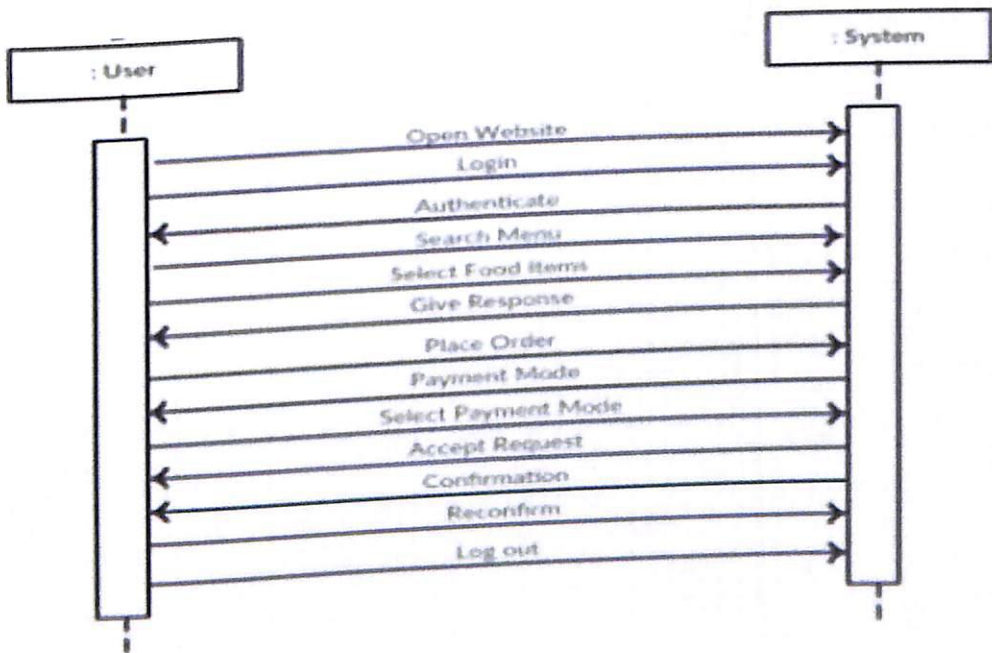 : User
: System
Open Website
Login
Authenticate
Search Menu
Select Food Items
Give Response
Place Order
Payment Mode
Select Payment Mode
Accept Request
Confirmation
Reconfirm
Log out